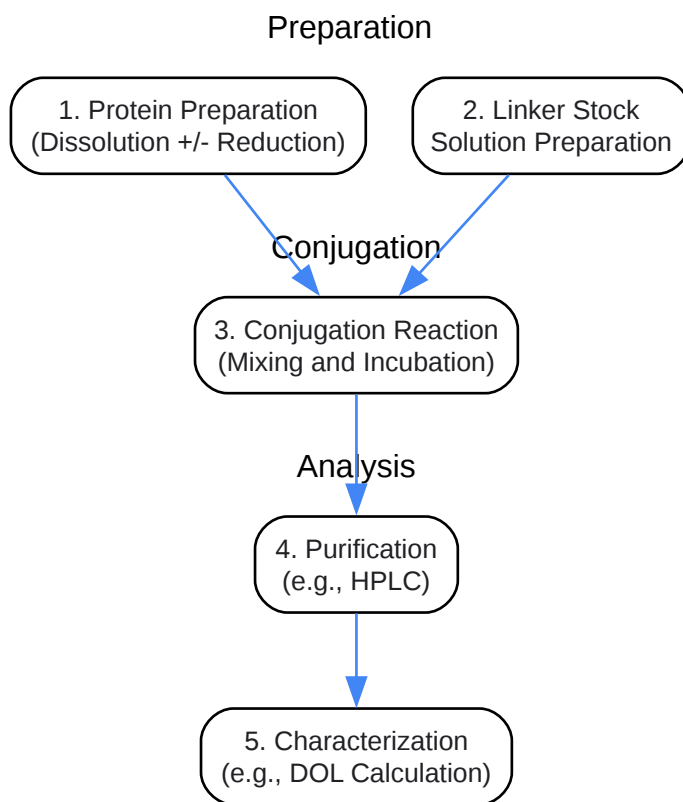 Preparation
1. Protein Preparation
(Dissolution +/- Reduction)
2. Linker Stock
Solution Preparation
Conjugation
3. Conjugation Reaction
(Mixing and Incubation)
Analysis
4. Purification
(e.g., HPLC)
5. Characterization
(e.g., DOL Calculation)